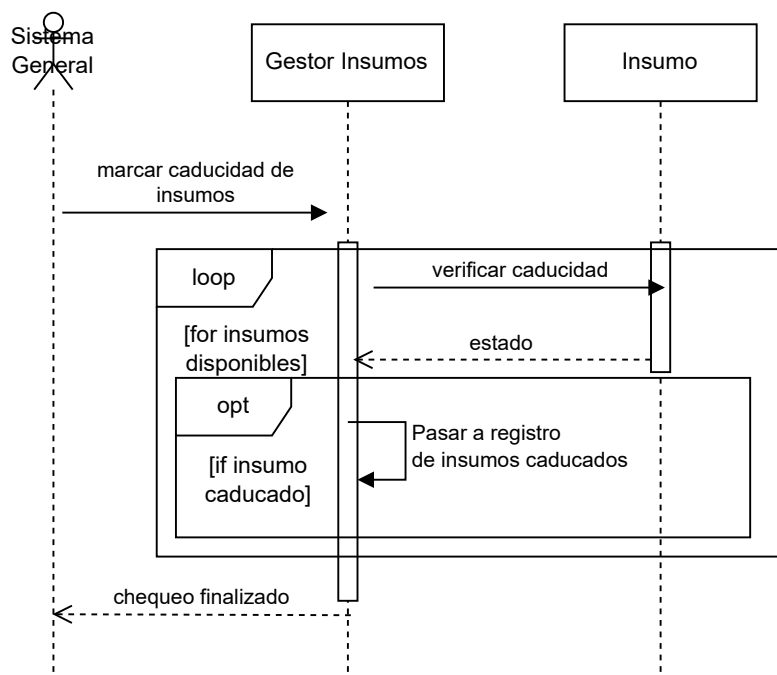 Sistema
General
Gestor Insumos
Insumo
marcar caducidad de
insumos
loop
verificar caducidad
[for insumos
disponibles]
estado
opt
Pasar a registro
de insumos caducados
[if insumo
caducado]
chequeo finalizado